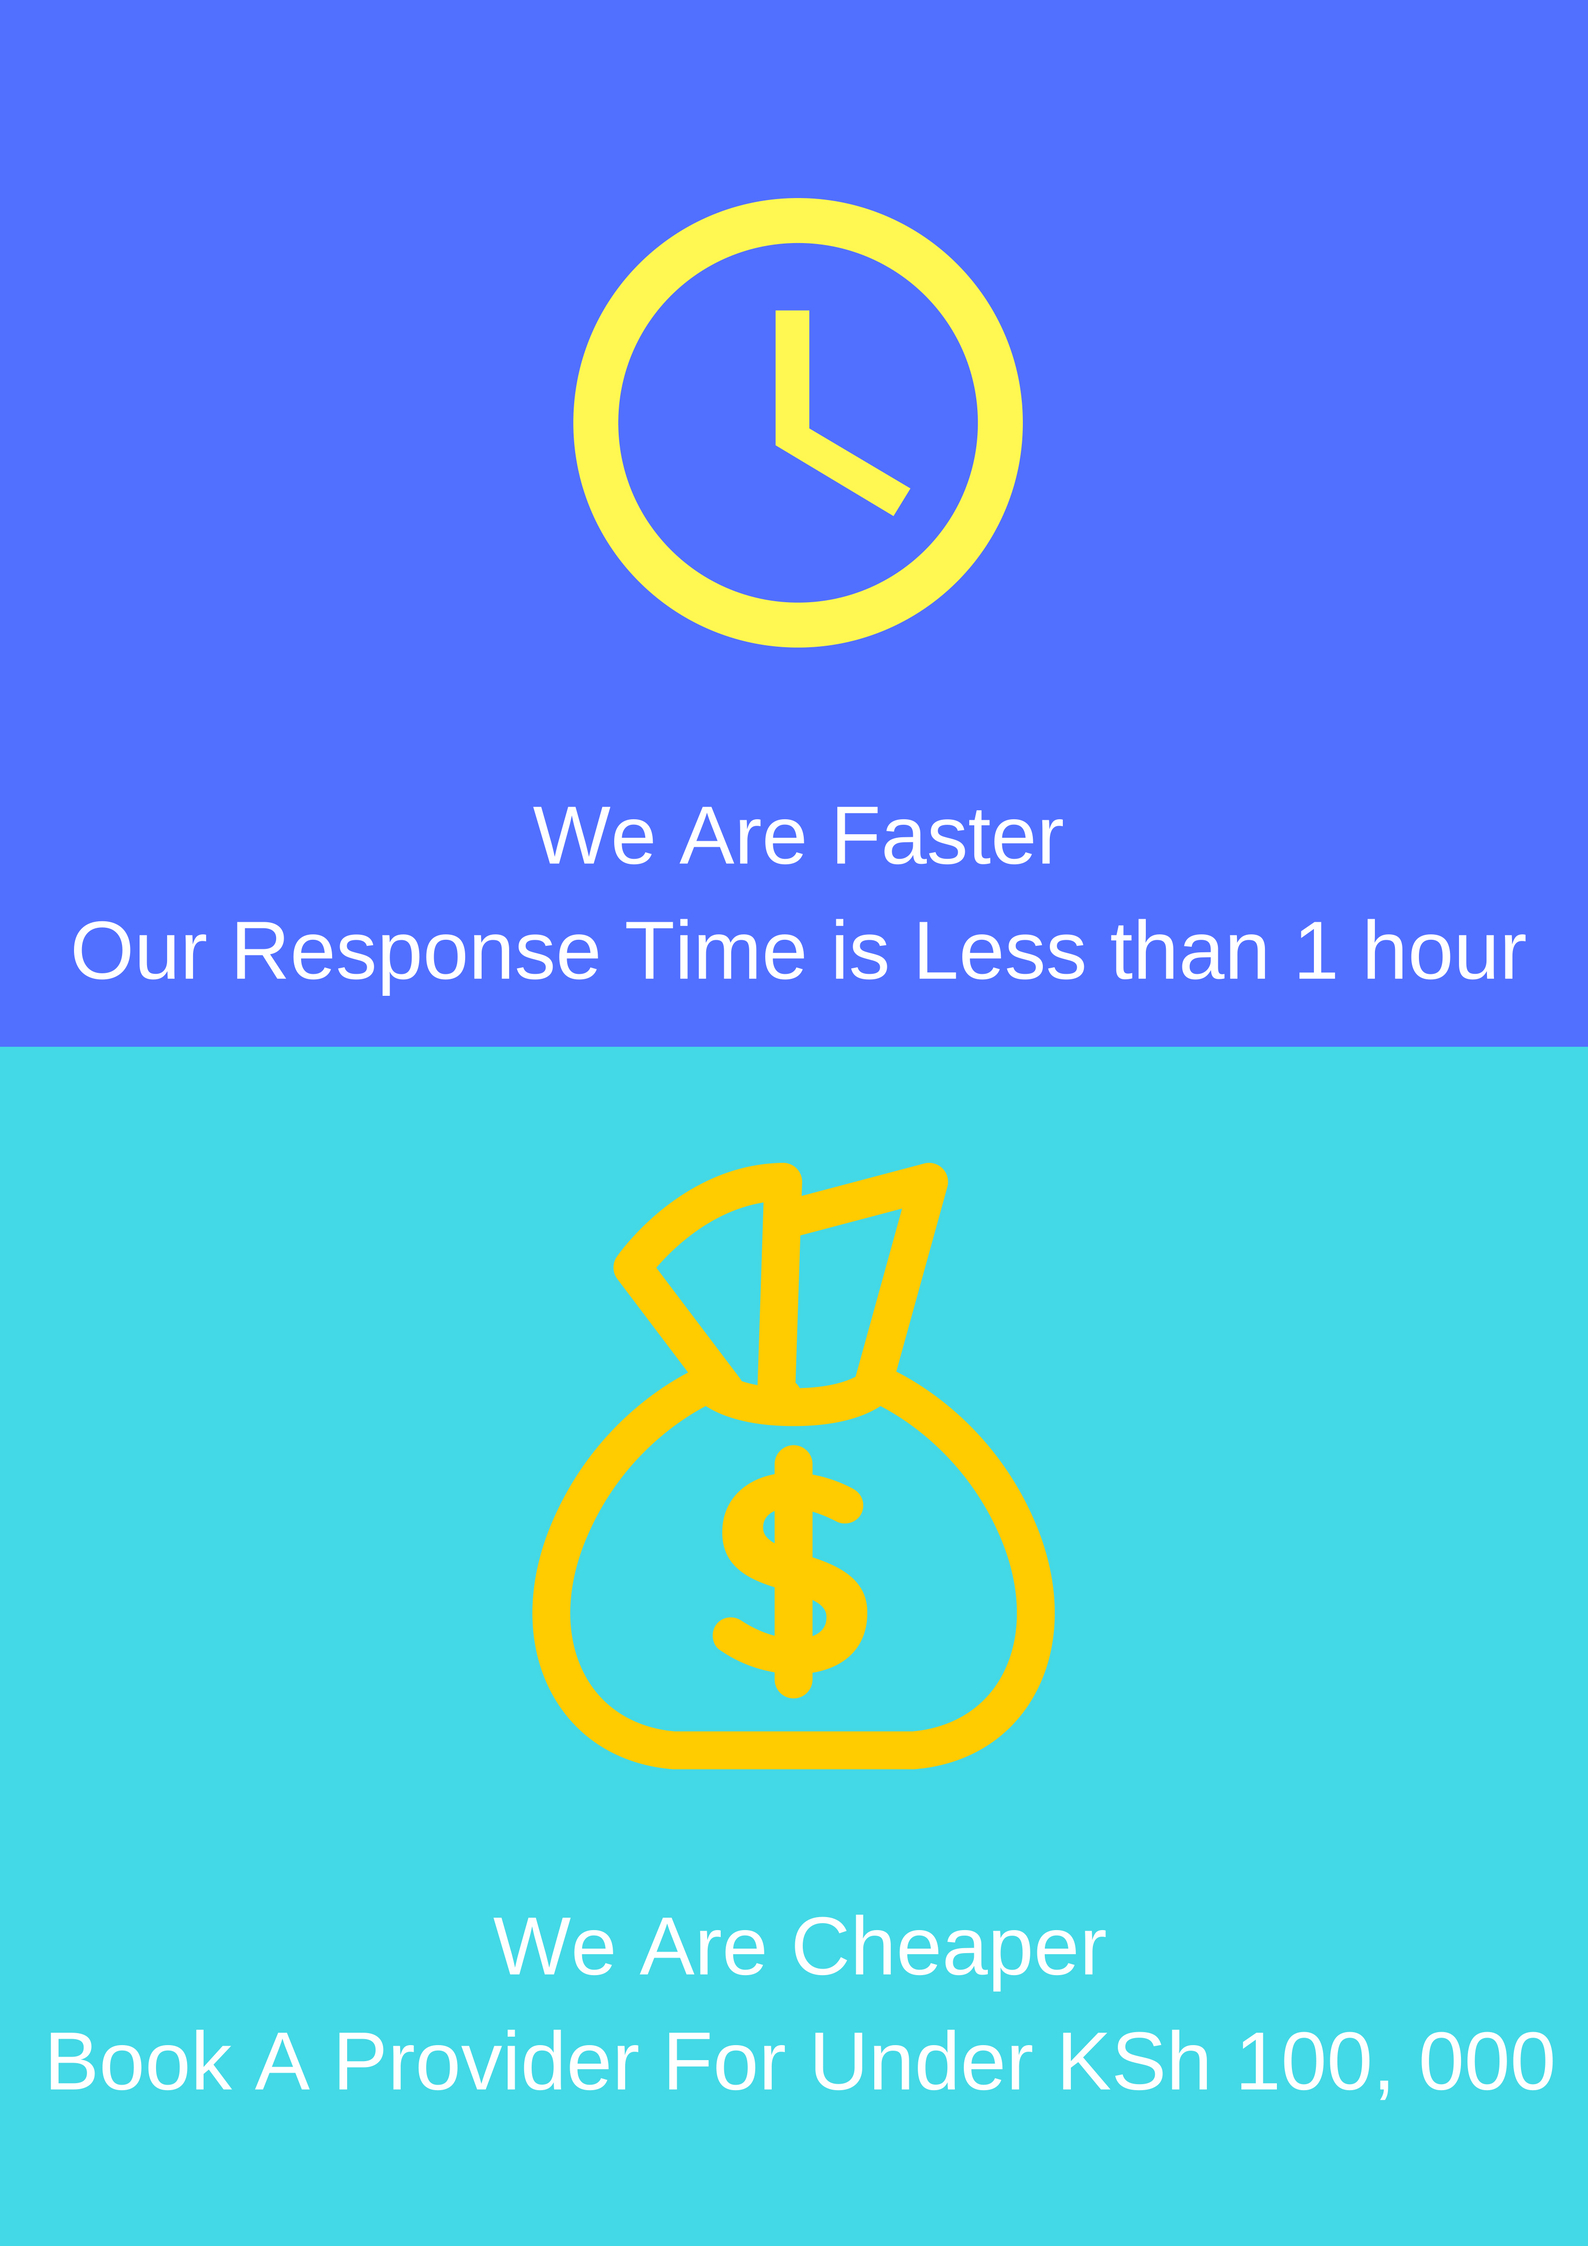 We Are Faster
Our Response Time is Less than 1 hour
$
We Are Cheaper
Book A Provider For Under KSh 100, 000